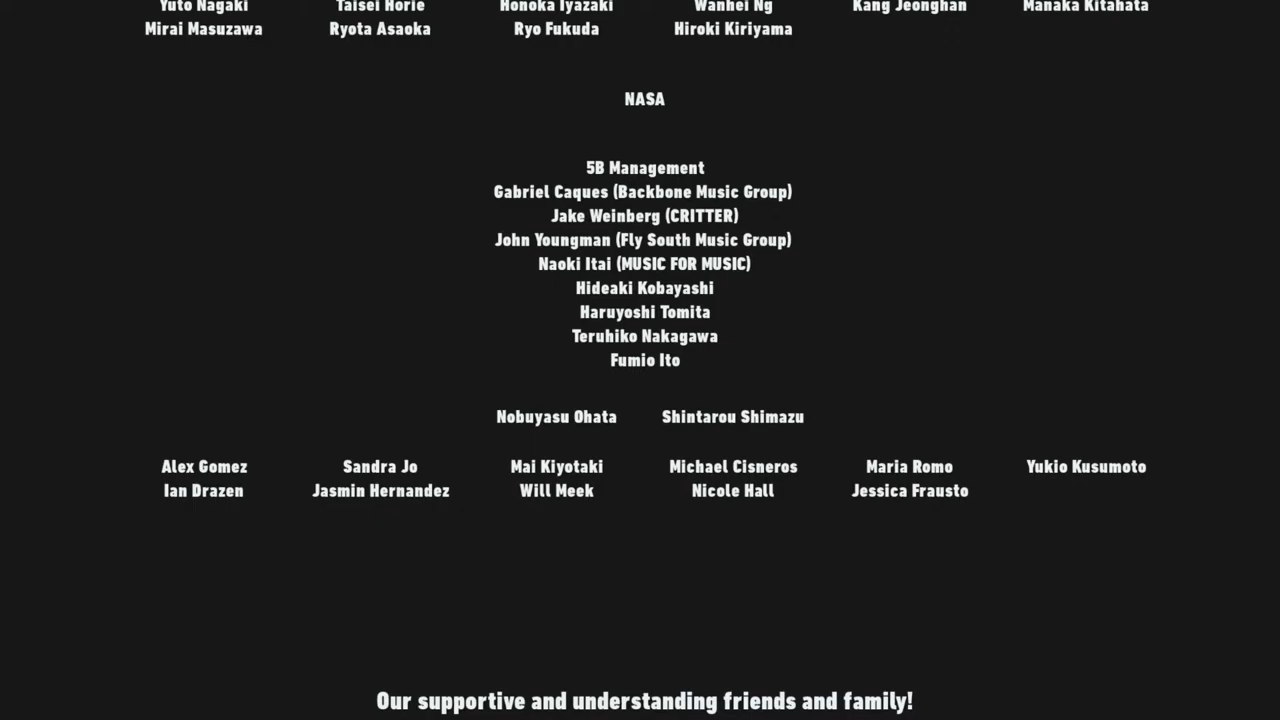 Yuto Nagaki Taisei Horie Honoka Iyazaki Wanhei Ng Kang Jeonghan Manaka Kitahata
Mirai Masuzawa Ryota Asaoka Ryo Fukuda Hiroki Kiriyama
NASA
5B Management
Gabriel Caques (Backbone Music Group)
Jake Weinberg (CRITTER)
John Youngman (Fly South Music Group)
Naoki Itai (MUSIC FOR MUSIC)
Hideaki Kobayashi
Haruyoshi Tomita
Teruhiko Nakagawa
Fumio Ito
Nobuyasu Ohata Shintarou Shimazu
Alex Gomez Sandra Jo Mai Kiyotaki Michael Cisneros Maria Romo Yukio Kusumoto
Ian Drazen Jasmin Hernandez Will Meek Nicole Hall Jessica Frausto
Our supportive and understanding friends and family!